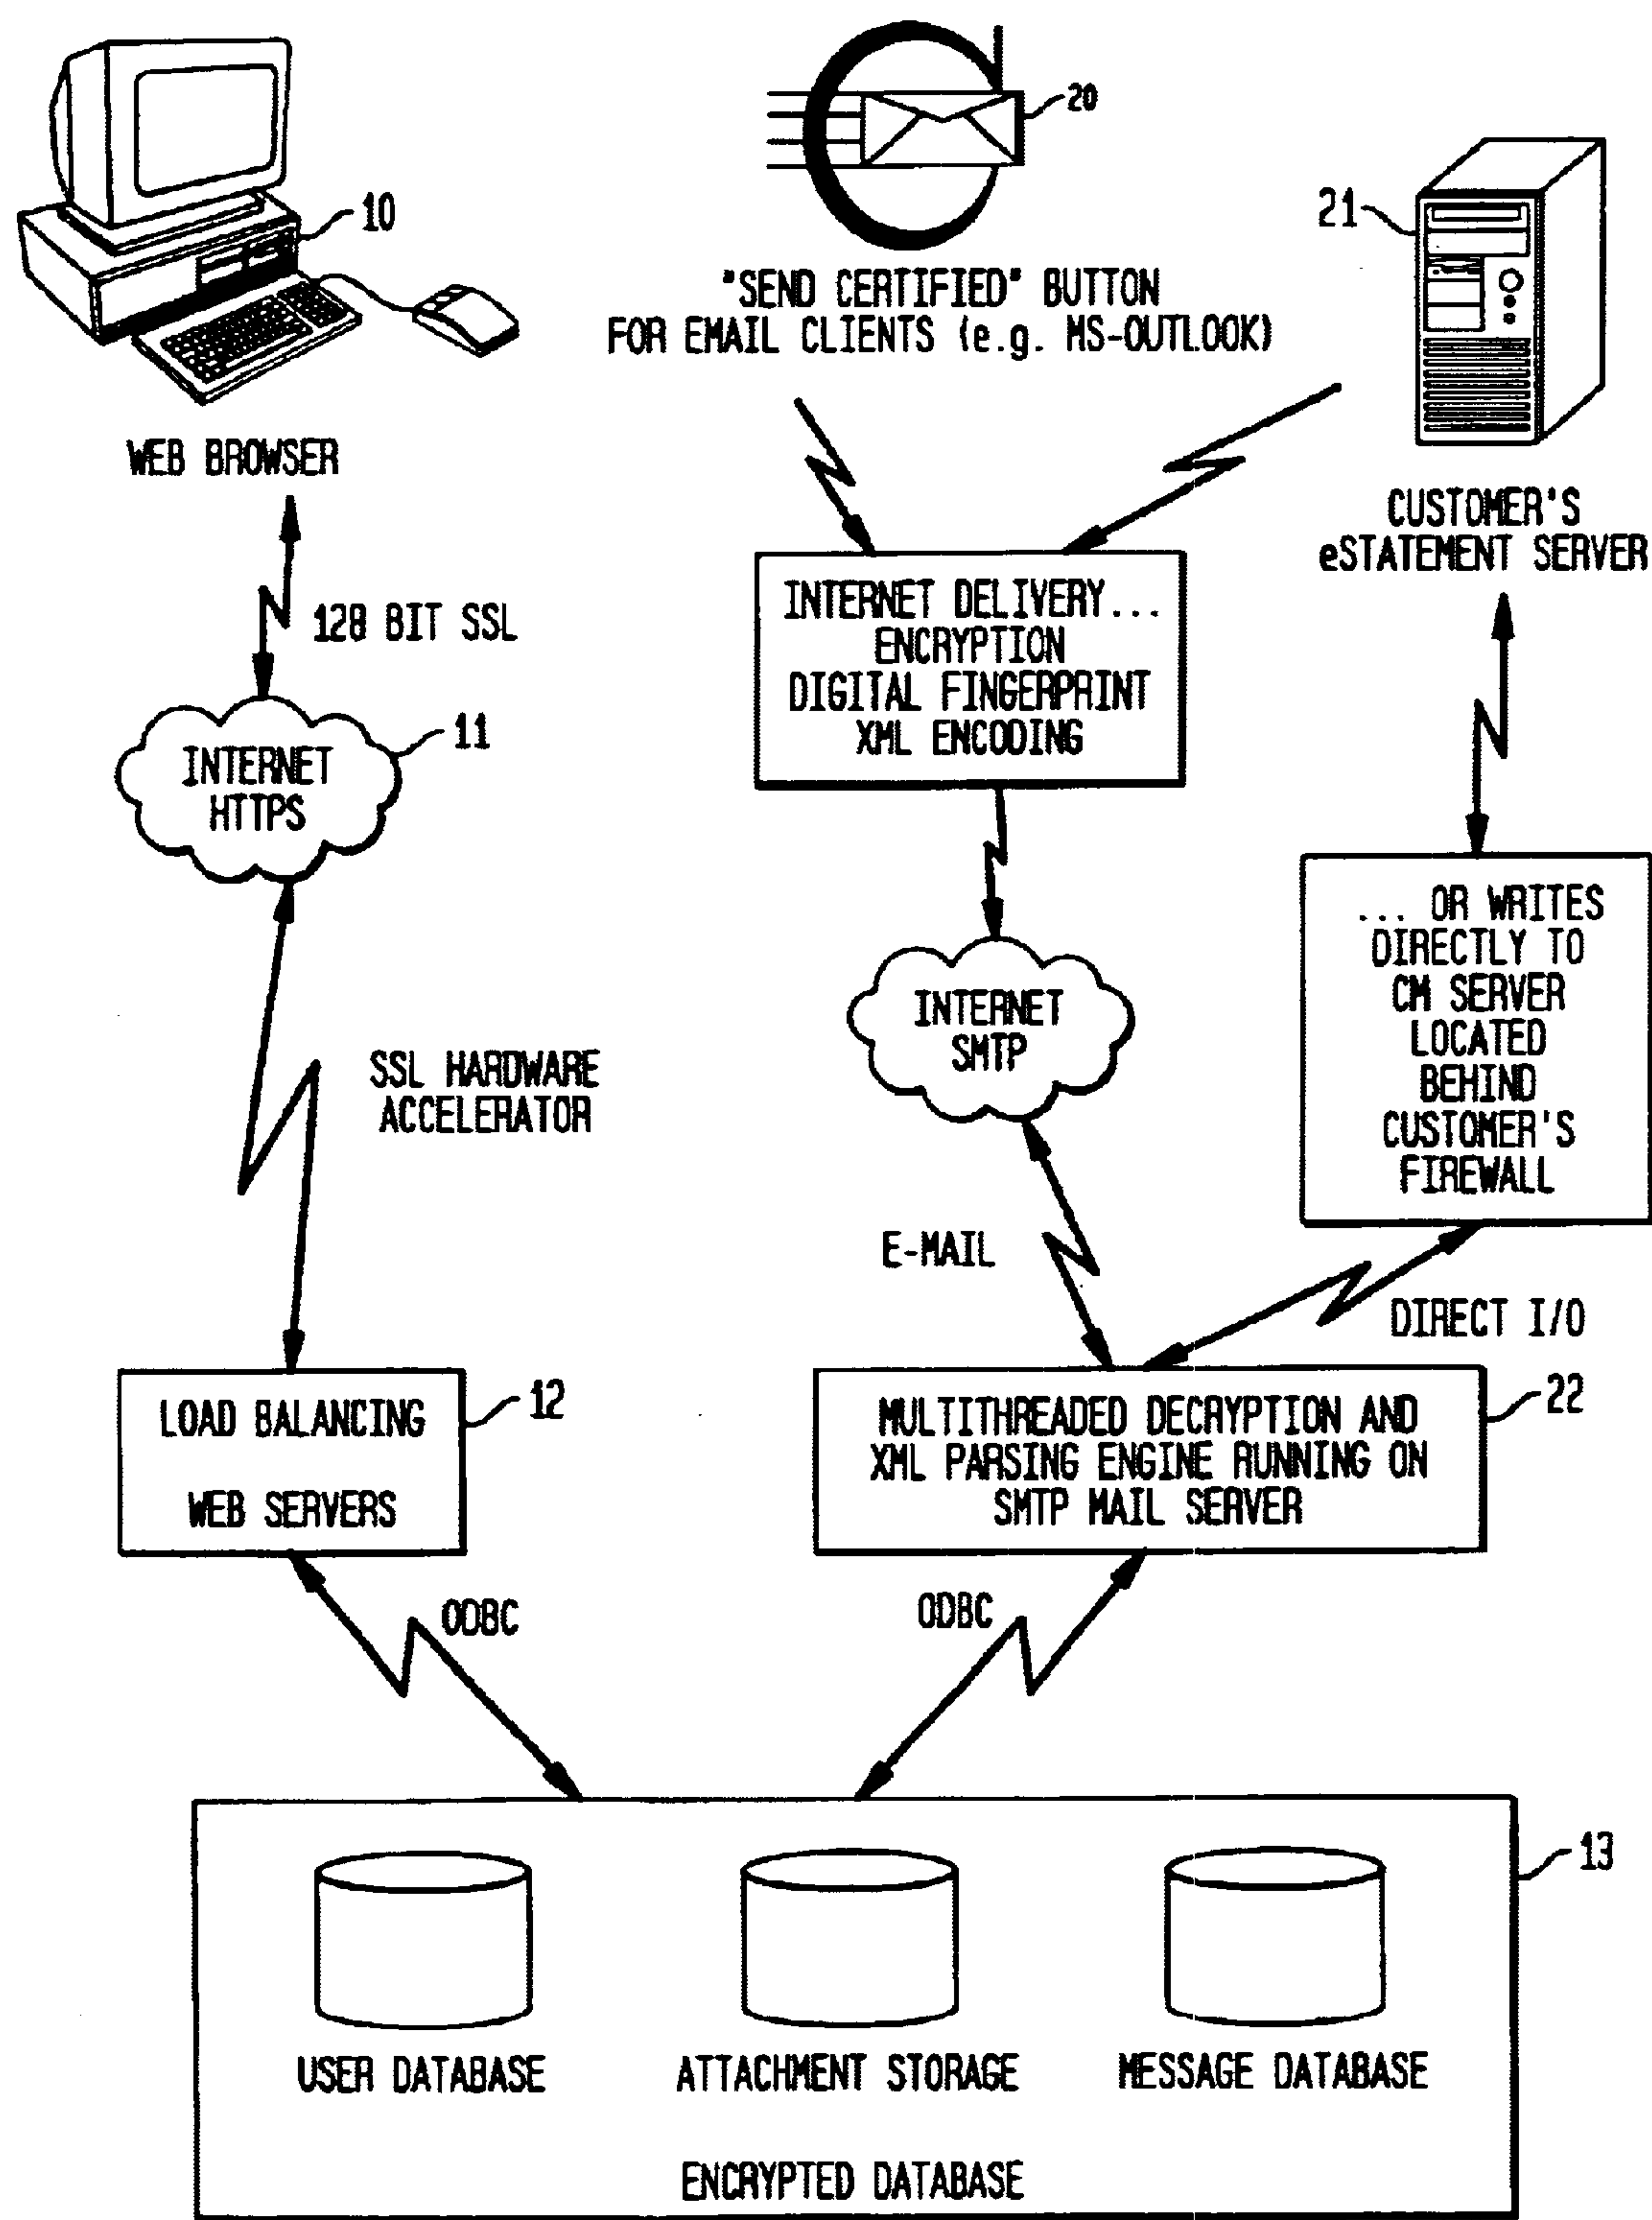 20
10
21
"SEND CERTIFIED" BUTTON
FOR EMAIL CLIENTS (e.g. MS-OUTLOOK)
WEB BROWSER
CUSTOMER'S
eSTATEMENT SERVER
128 BIT SSL
INTERNET DELIVERY...
ENCRYPTION
DIGITAL FINGERPRINT
XML ENCODING
11
INTERNET
HTTPS
... OR WRITES
DIRECTLY TO
CM SERVER
LOCATED
BEHIND
CUSTOMER'S
FIREWALL
INTERNET
SMTP
SSL HARDWARE
ACCELERATOR
E-MAIL
DIRECT I/O
12
LOAD BALANCING
WEB SERVERS
22
MULTITHREADED DECRYPTION AND
XML PARSING ENGINE RUNNING ON
SMTP MAIL SERVER
ODBC
ODBC
13
USER DATABASE
ATTACHMENT STORAGE
MESSAGE DATABASE
ENCRYPTED DATABASE